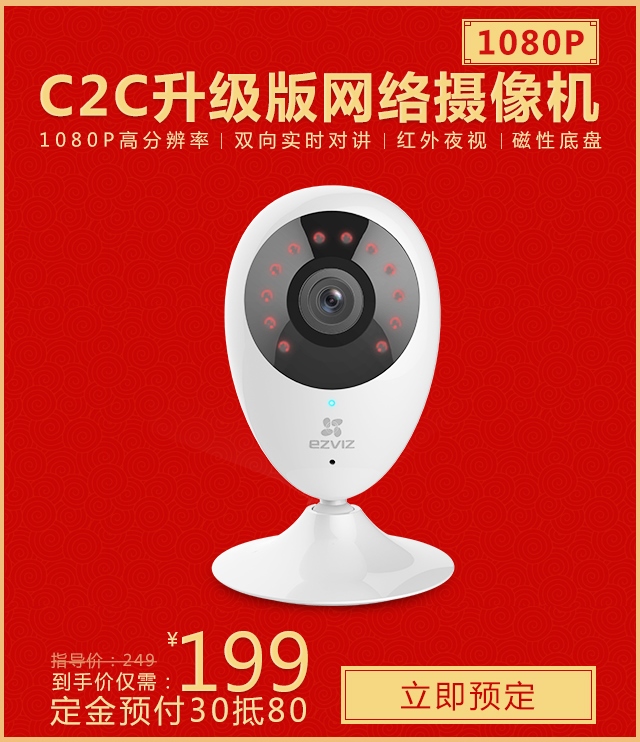 1080P
C2C升级版网络摄像机
1080P高分辨率 | 双向实时对讲 | 红外夜视 | 磁性底盘
ezviz
指导价：249
到手价仅需：¥199
定金预付30抵80
立即预定